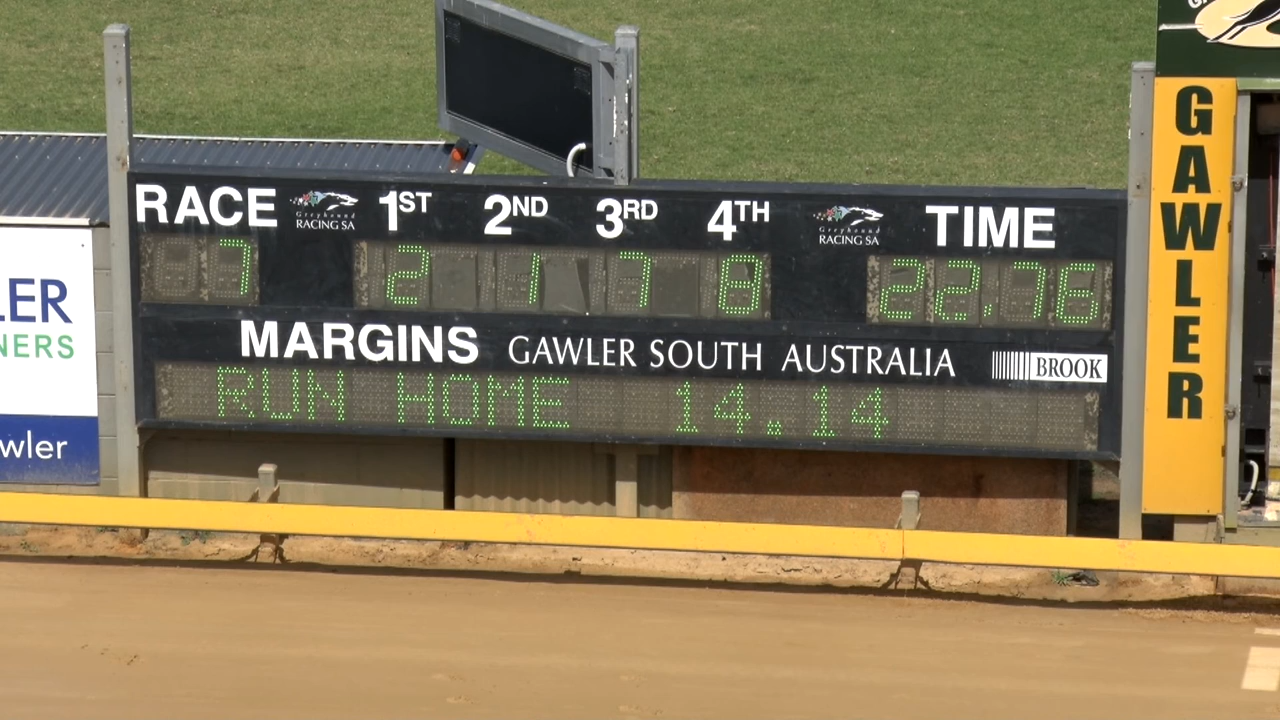 RACE
Greyhound
RACING SA
1ST 2ND 3RD 4TH
Greyhound
RACING SA
TIME
7 2 1 7 8 22.76
MARGINS GAWLER SOUTH AUSTRALIA BROOK
RUN HOME 14.14
GAWLER
LER
NERS
wler